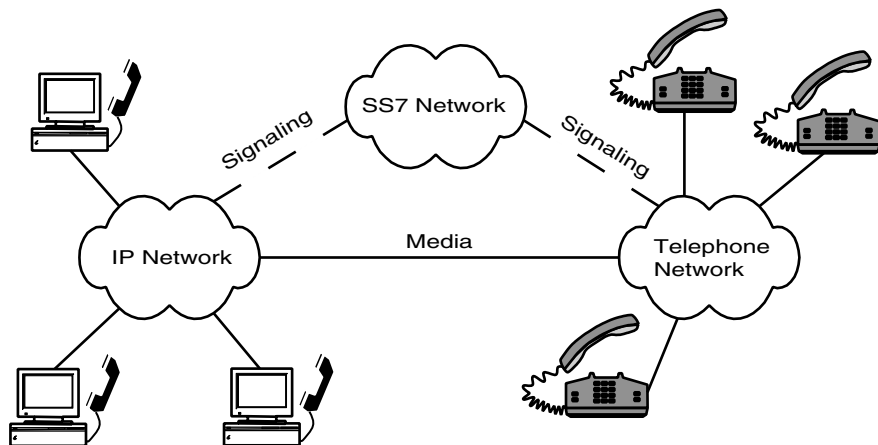 SS7 Network
Signaling
Signaling
Media
IP Network
Telephone
Network